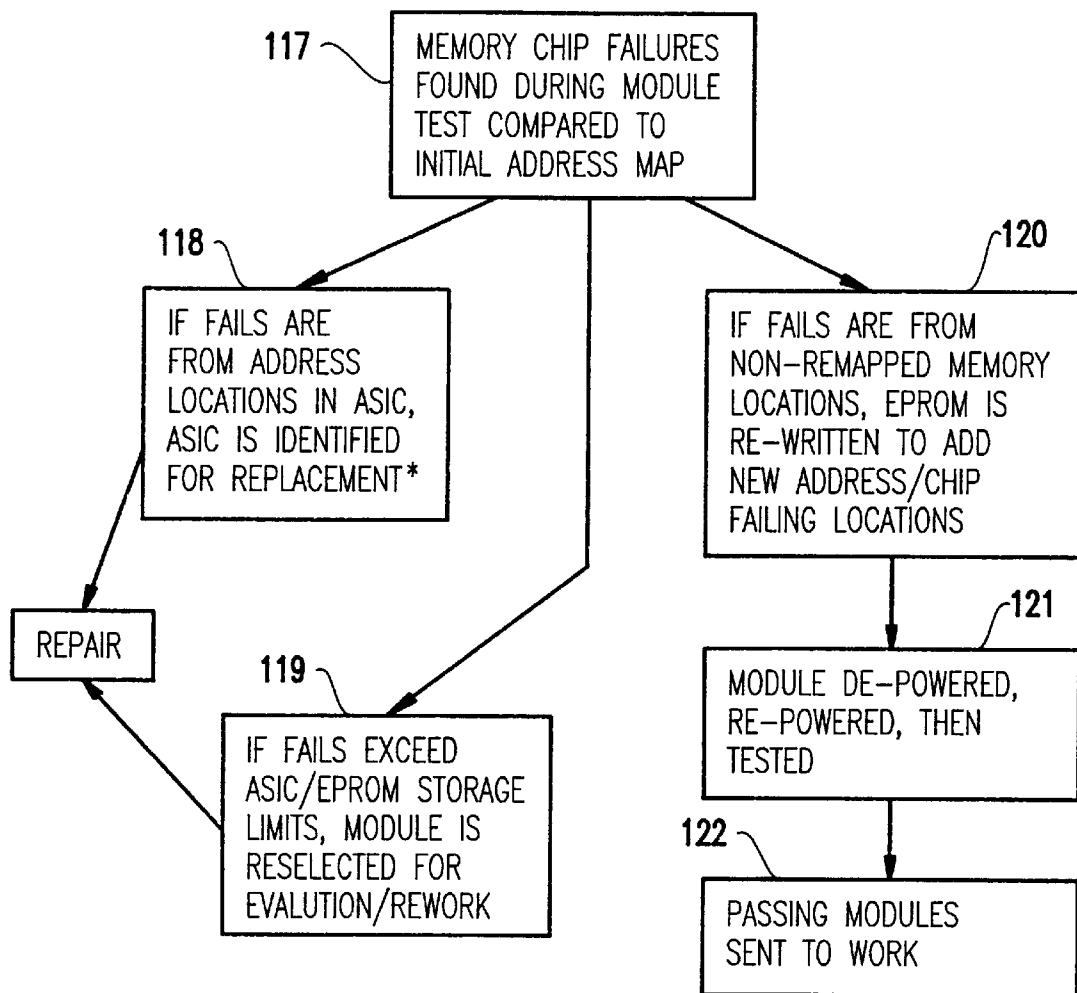 117
MEMORY CHIP FAILURES
FOUND DURING MODULE
TEST COMPARED TO
INITIAL ADDRESS MAP
118
IF FAILS ARE
FROM ADDRESS
LOCATIONS IN ASIC,
ASIC IS IDENTIFIED
FOR REPLACEMENT*
120
IF FAILS ARE FROM
NON-REMAPPED MEMORY
LOCATIONS, EPROM IS
RE-WRITTEN TO ADD
NEW ADDRESS/CHIP
FAILING LOCATIONS
REPAIR
119
IF FAILS EXCEED
ASIC/EPROM STORAGE
LIMITS, MODULE IS
RESELECTED FOR
EVALUTION/REWORK
121
MODULE DE-POWERED,
RE-POWERED, THEN
TESTED
122
PASSING MODULES
SENT TO WORK